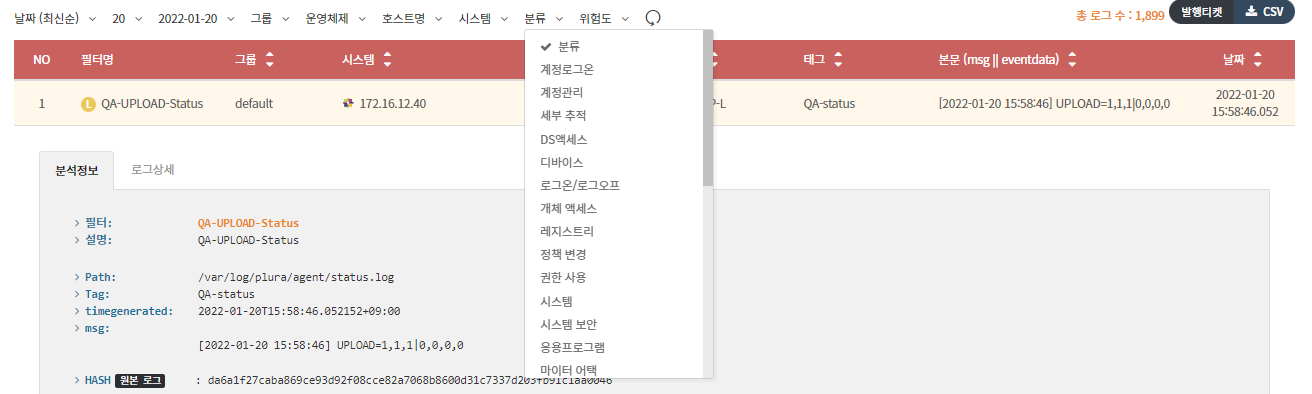 날짜 (최신순) 20 2022-01-20 그룹 운영체제 호스트명 시스템 분류 위험도 총 로그 수 : 1,899 발행티켓 CSV
NO 필터명 그룹 시스템 태그 본문 (msg || eventdata) 날짜
1 L QA-UPLOAD-Status default 172.16.12.40 P-L QA-status [2022-01-20 15:58:46] UPLOAD=1,1,1|0,0,0,0 2022-01-20
15:58:46.052
분류
계정로그온
계정관리
세부 추적
DS액세스
디바이스
로그온/로그오프
개체 액세스
레지스트리
정책 변경
권한 사용
시스템
시스템 보안
응용프로그램
마이터 어택
분석정보 로그상세
필터: QA-UPLOAD-Status
설명: QA-UPLOAD-Status
Path: /var/log/plura/agent/status.log
Tag: QA-status
timegenerated: 2022-01-20T15:58:46.052152+09:00
msg:
[2022-01-20 15:58:46] UPLOAD=1,1,1|0,0,0,0
HASH 원본 로그 : da6a1f27caba869ce93d92f08cce82a7068b8600d31c7337d203fb91c1aa0046